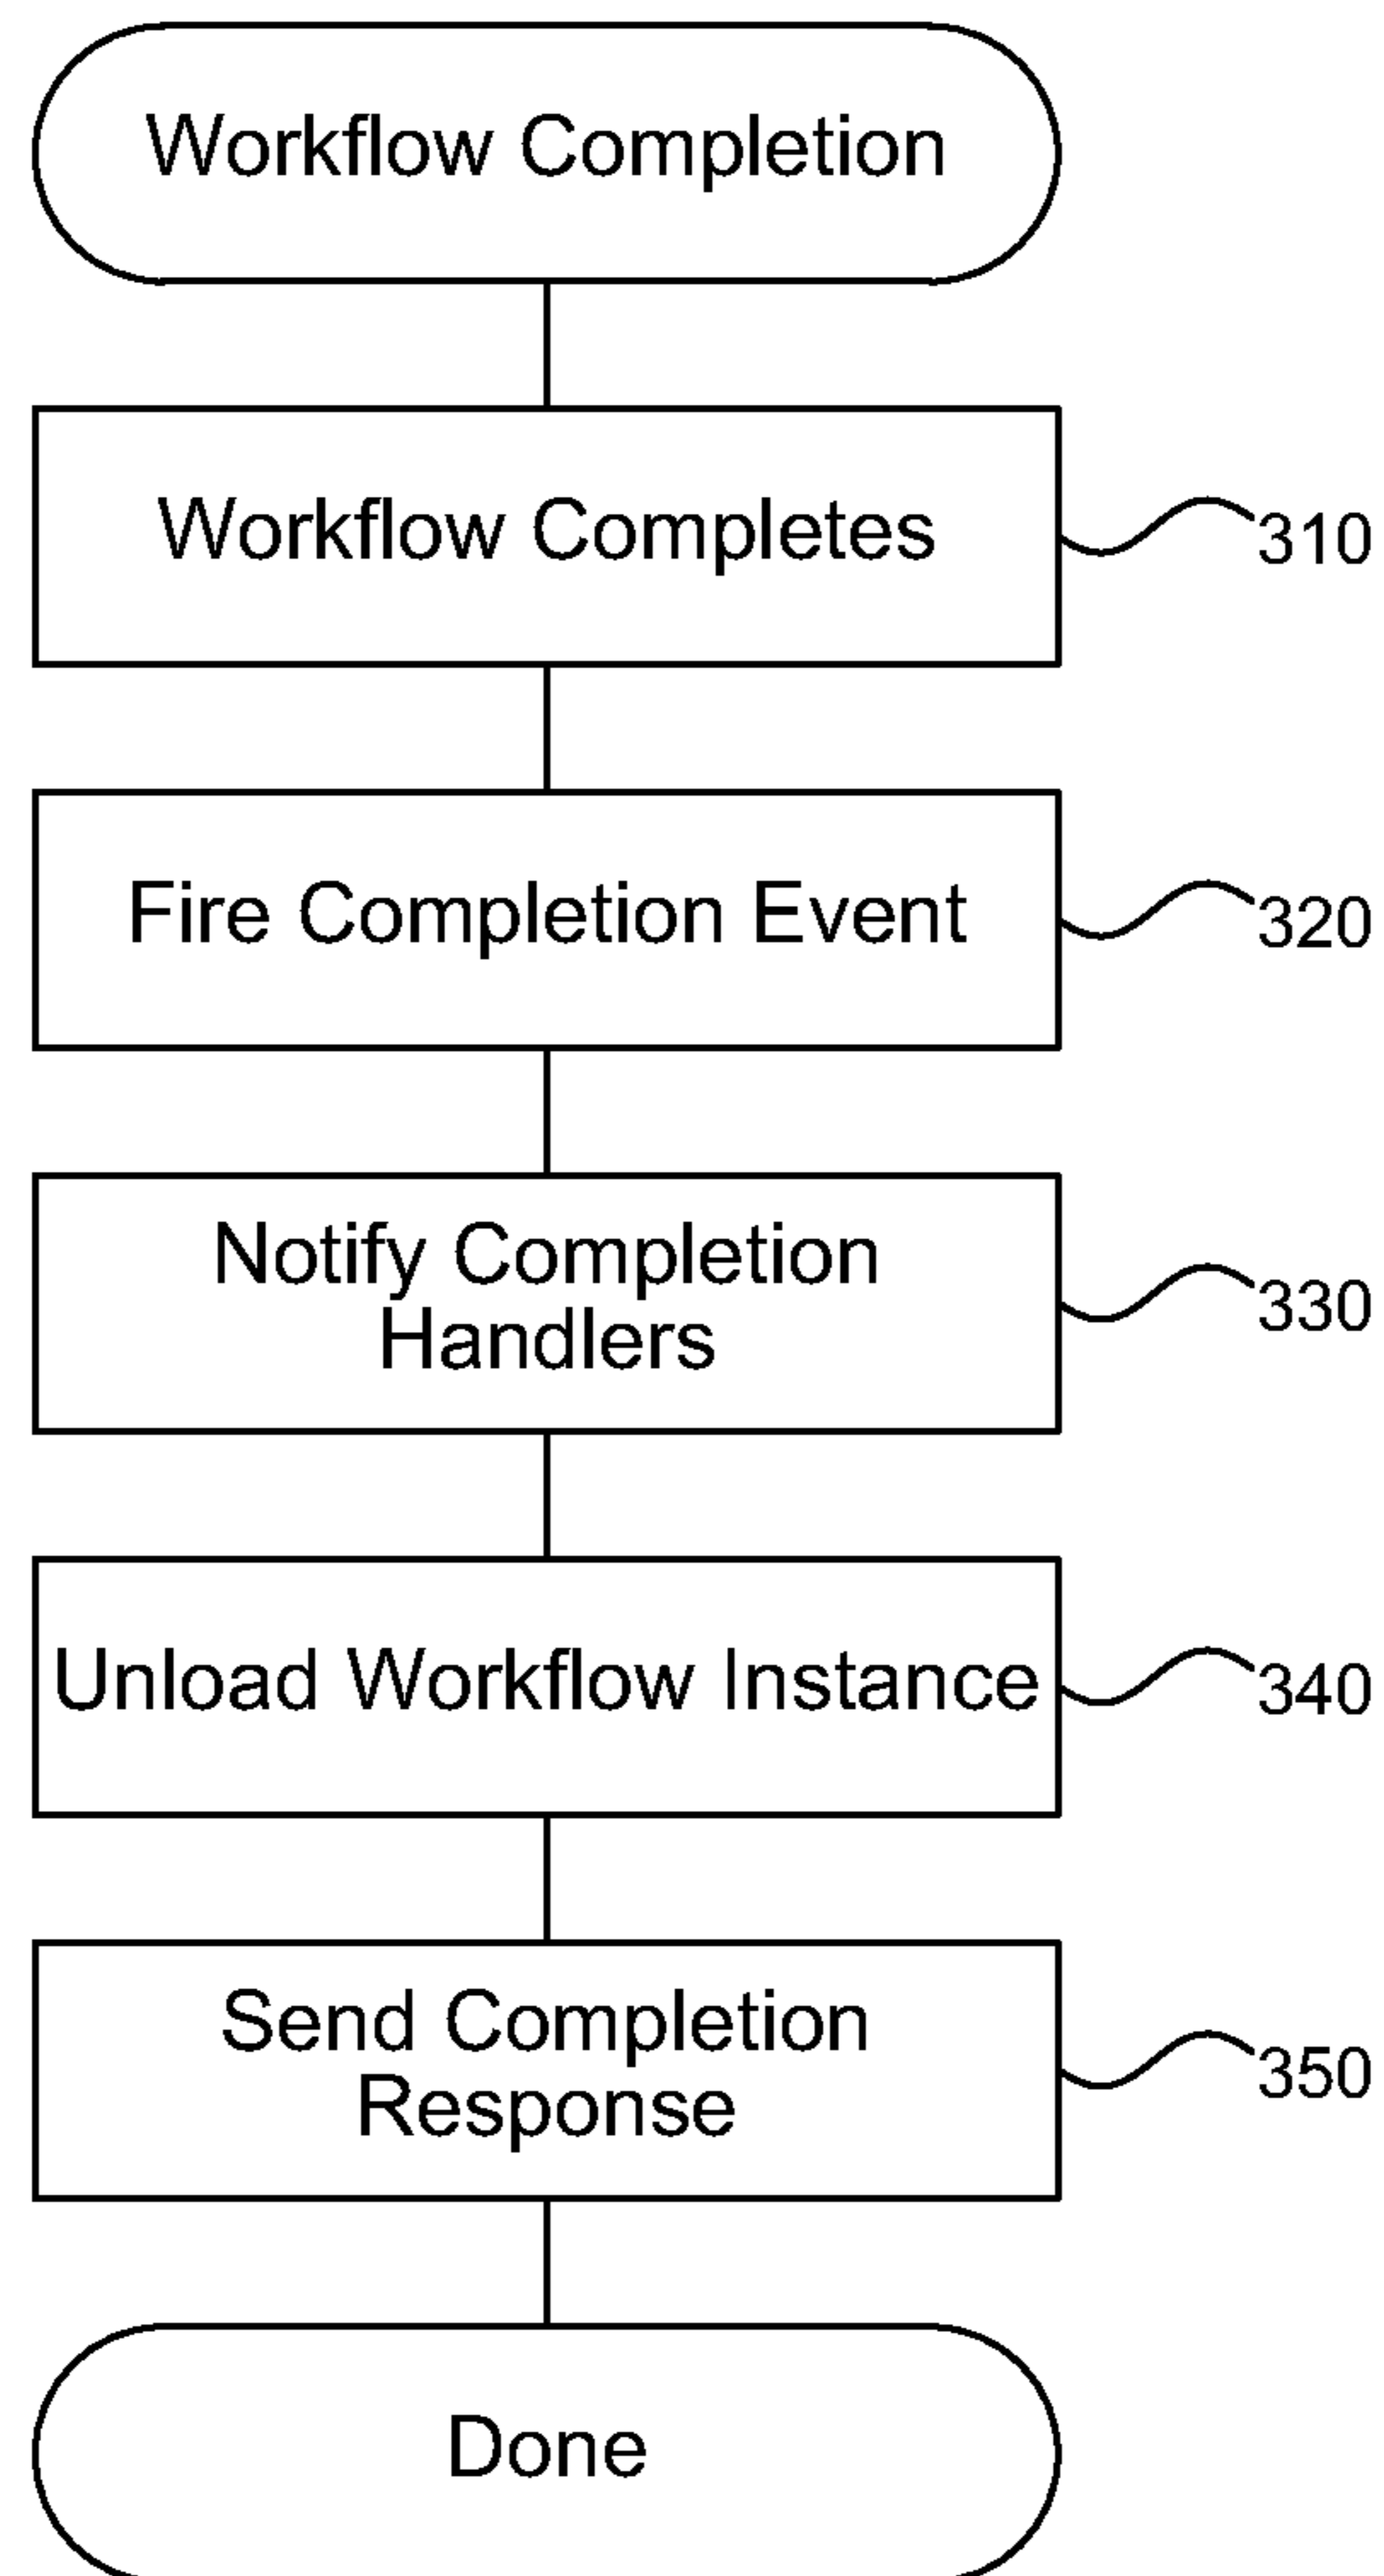 Workflow Completion
Workflow Completes
310
Fire Completion Event
320
Notify Completion
Handlers
330
Unload Workflow Instance
340
Send Completion
Response
350
Done